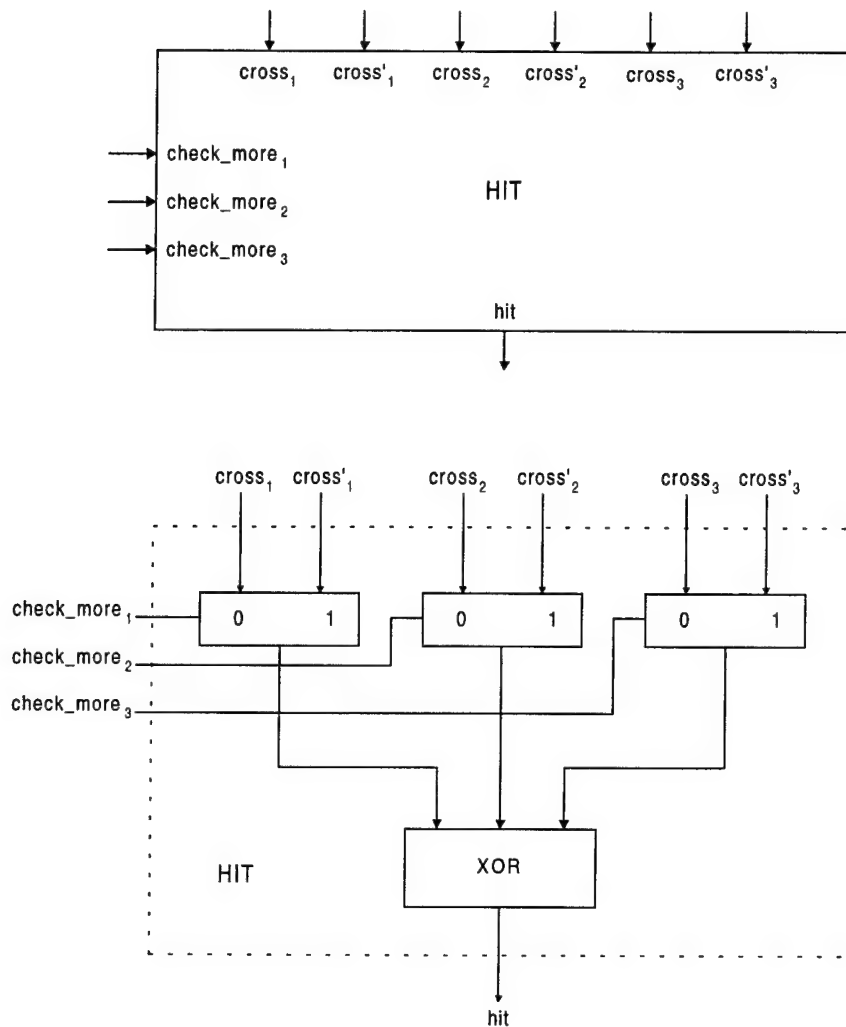 cross₁ cross'₁ cross₂ cross'₂ cross₃ cross'₃
check_more₁
HIT
check_more₂
check_more₃
hit
cross₁ cross'₁ cross₂ cross'₂ cross₃ cross'₃
check_more₁ 0 1 0 1 0 1
check_more₂
check_more₃
XOR
HIT
hit